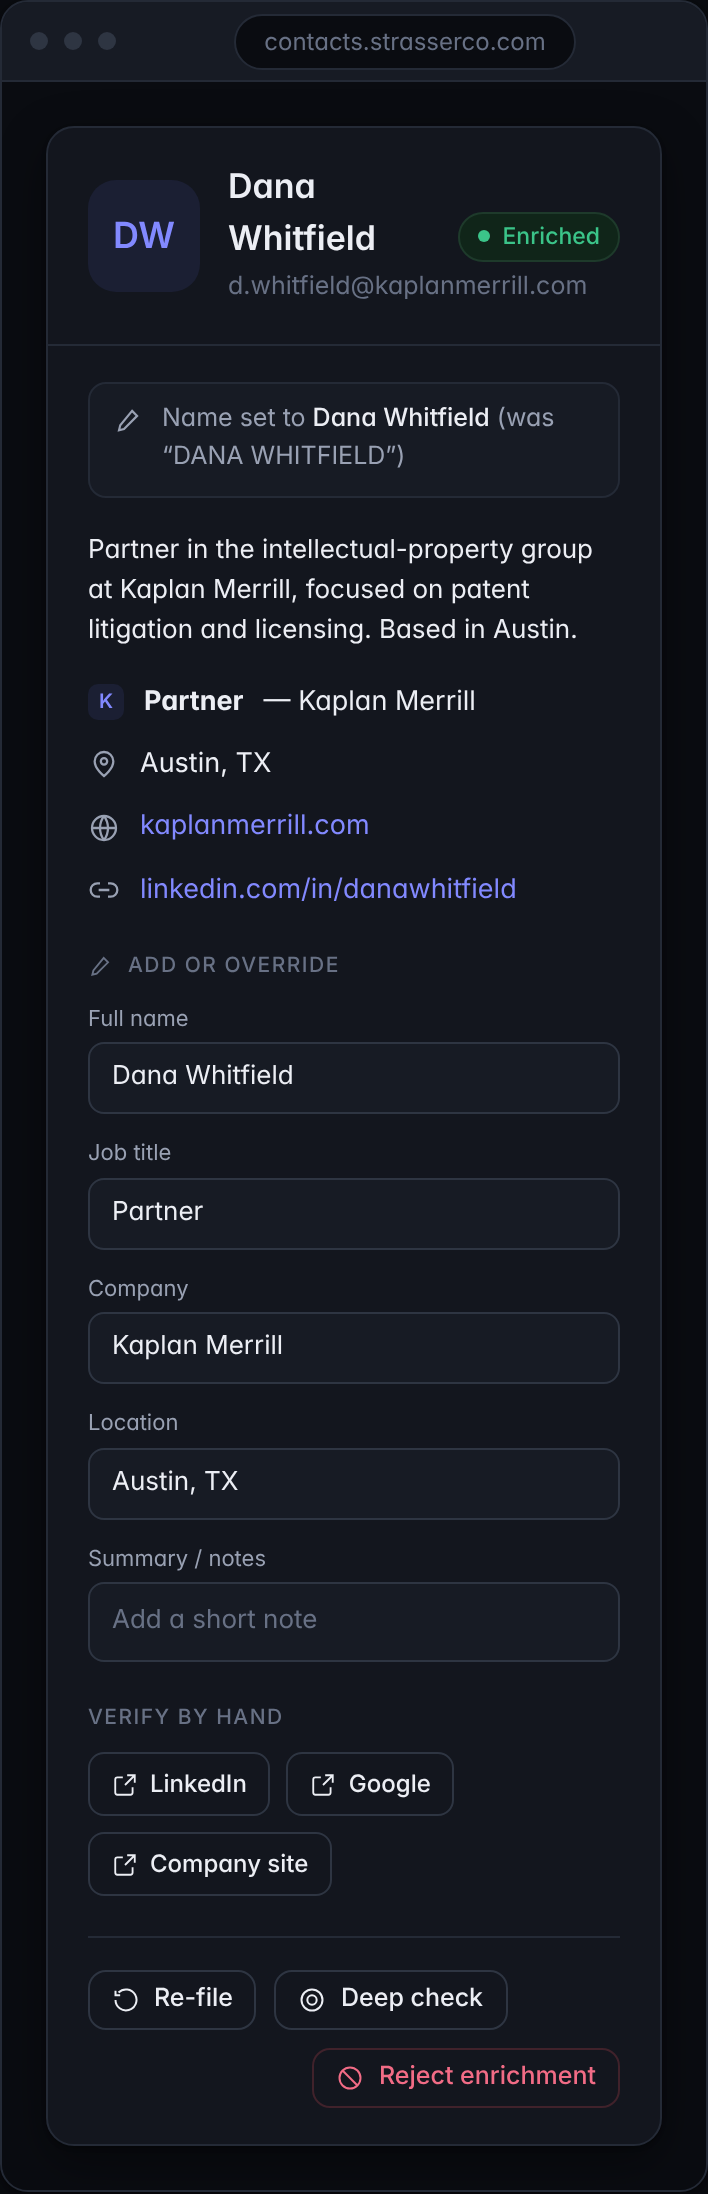 contacts.strasserco.com
DW
Dana
Whitfield
Enriched
d.whitfield@kaplanmerrill.com
Name set to Dana Whitfield (was
“DANA WHITFIELD”)
Partner in the intellectual-property group
at Kaplan Merrill, focused on patent
litigation and licensing. Based in Austin.
K Partner — Kaplan Merrill
Austin, TX
kaplanmerrill.com
linkedin.com/in/danawhitfield
ADD OR OVERRIDE
Full name
Dana Whitfield
Job title
Partner
Company
Kaplan Merrill
Location
Austin, TX
Summary / notes
Add a short note
VERIFY BY HAND
LinkedIn Google
Company site
Re-file Deep check
Reject enrichment